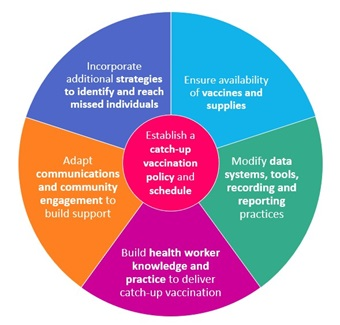 Incorporate
additional strategies
to identify and reach
missed individuals
Ensure availability
of vaccines and
supplies
Establish a
catch-up
vaccination
policy and
schedule
Adapt
communications
and community
engagement to
build support
Modify data
systems, tools,
recording and
reporting
practices
Build health worker
knowledge and
practice to deliver
catch-up vaccination